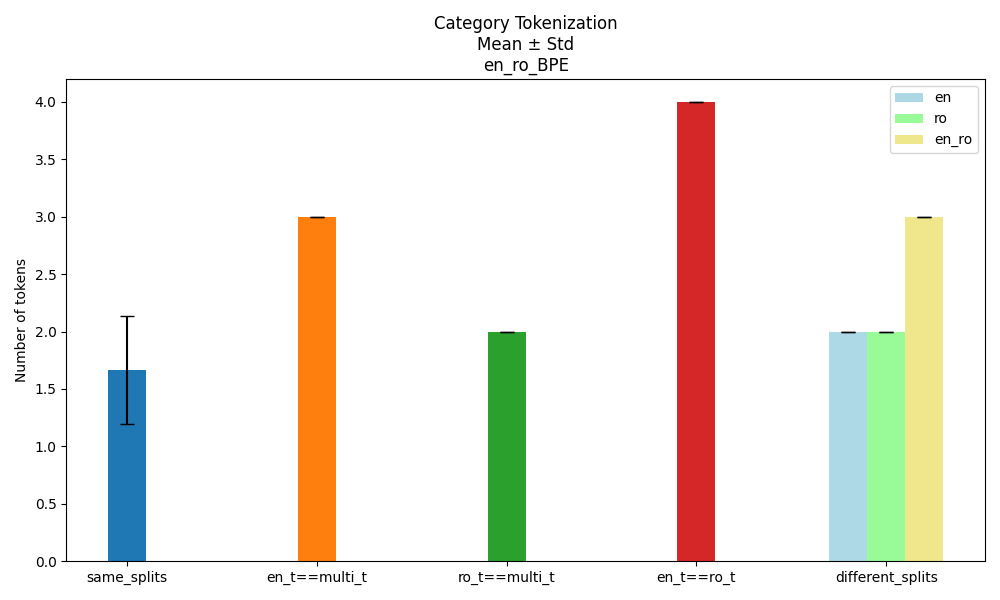 Category Tokenization
Mean ± Std
en_ro_BPE
Number of tokens
4.0
3.5
3.0
2.5
2.0
1.5
1.0
0.5
0.0
same_splits
en_t==multi_t
ro_t==multi_t
en_t==ro_t
different_splits
en
ro
en_ro